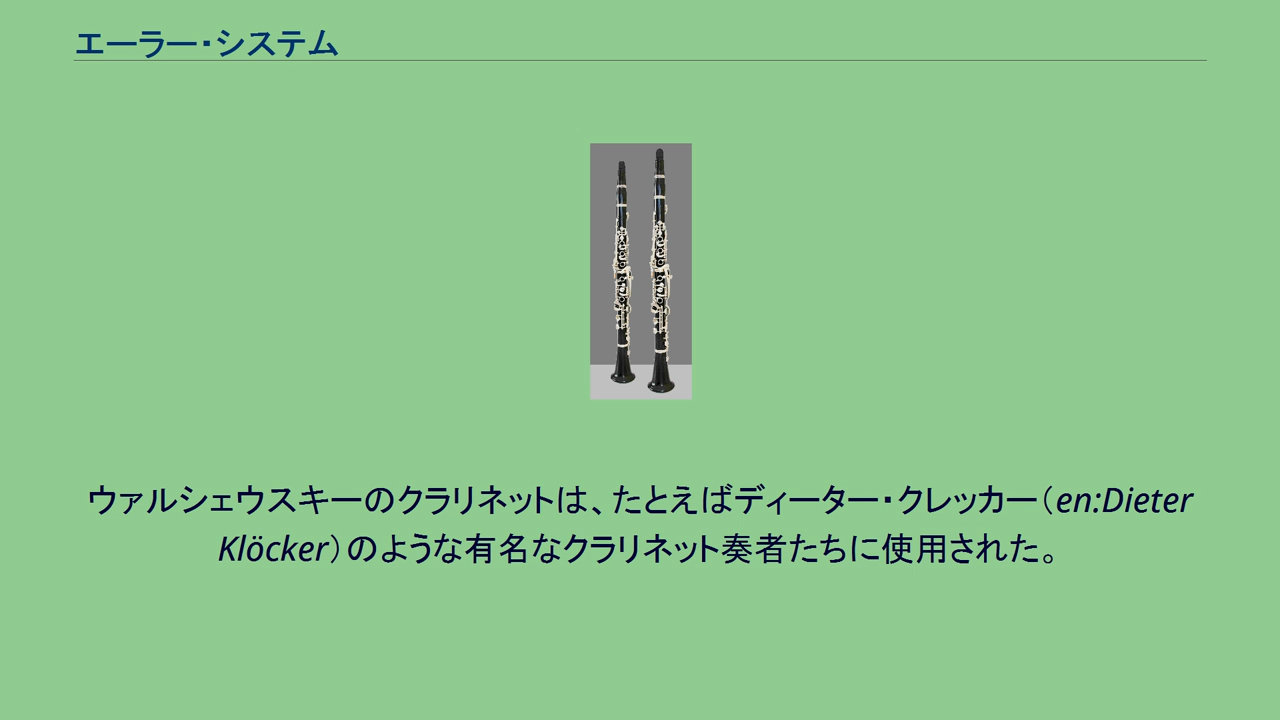 エーラー・システム
ウァルシェウスキーのクラリネットは、たとえばディーター・クレッカー（en:Dieter
Klöcker）のような有名なクラリネット奏者たちに使用された。